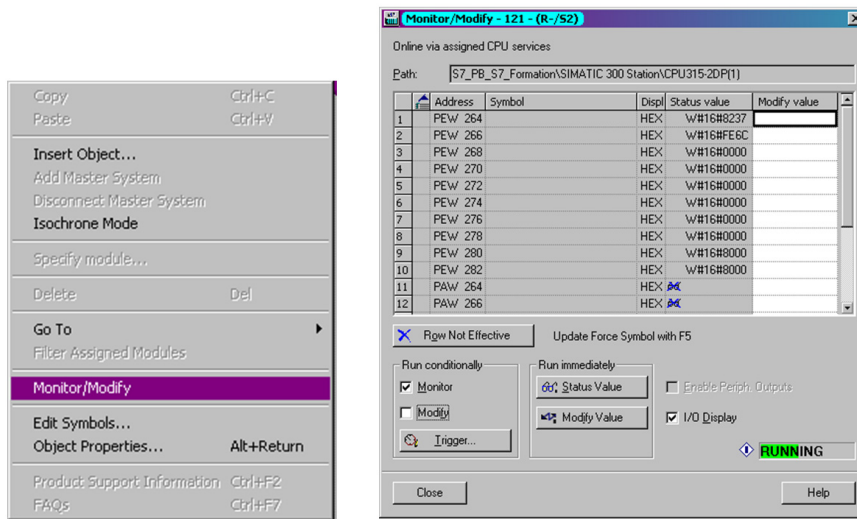 Copy Ctrl+C
Paste Ctrl+V
Insert Object...
Add Master System
Disconnect Master System
Isochrone Mode
Specify module...
Delete Del
Go To
Filter Assigned Modules
Monitor/Modify
Edit Symbols...
Object Properties... Alt+Return
Product Support Information Ctrl+F2
FAQs Ctrl+F7
Monitor/Modify - 121 - (R-/S2)
Online via assigned CPU services
Path: S7_PB_S7_Formation\SIMATIC 300 Station\CPU315-2DP(1)
Address Symbol Displ Status value Modify value
1 PEW 264 HEX W#16#8237
2 PEW 266 HEX W#16#FE6C
3 PEW 268 HEX W#16#0000
4 PEW 270 HEX W#16#0000
5 PEW 272 HEX W#16#0000
6 PEW 274 HEX W#16#0000
7 PEW 276 HEX W#16#0000
8 PEW 278 HEX W#16#0000
9 PEW 280 HEX W#16#8000
10 PEW 282 HEX W#16#8000
11 PAW 264 HEX
12 PAW 266 HEX
Row Not Effective Update Force Symbol with F5
Run conditionally Run immediately
Monitor Status Value Enable Periph. Outputs
Modify Modify Value I/O Display
Trigger...
RUNNING
Close Help